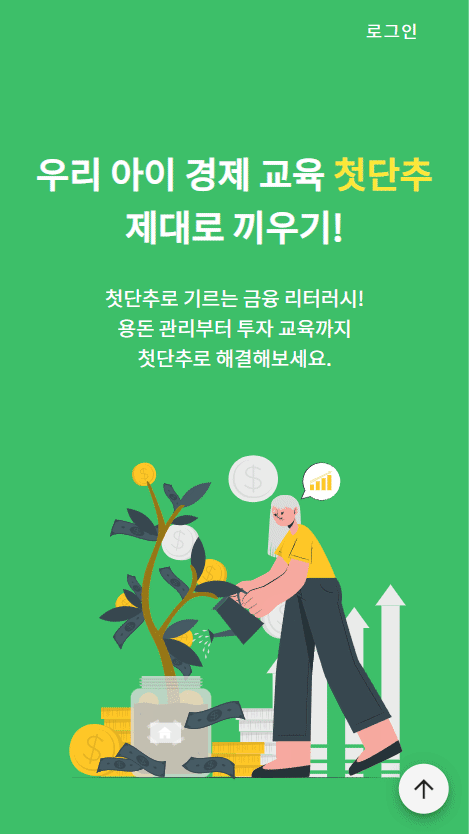 로그인
우리 아이 경제 교육 첫단추
제대로 끼우기!
첫단추로 기르는 금융 리터러시!
용돈 관리부터 투자 교육까지
첫단추로 해결해보세요.